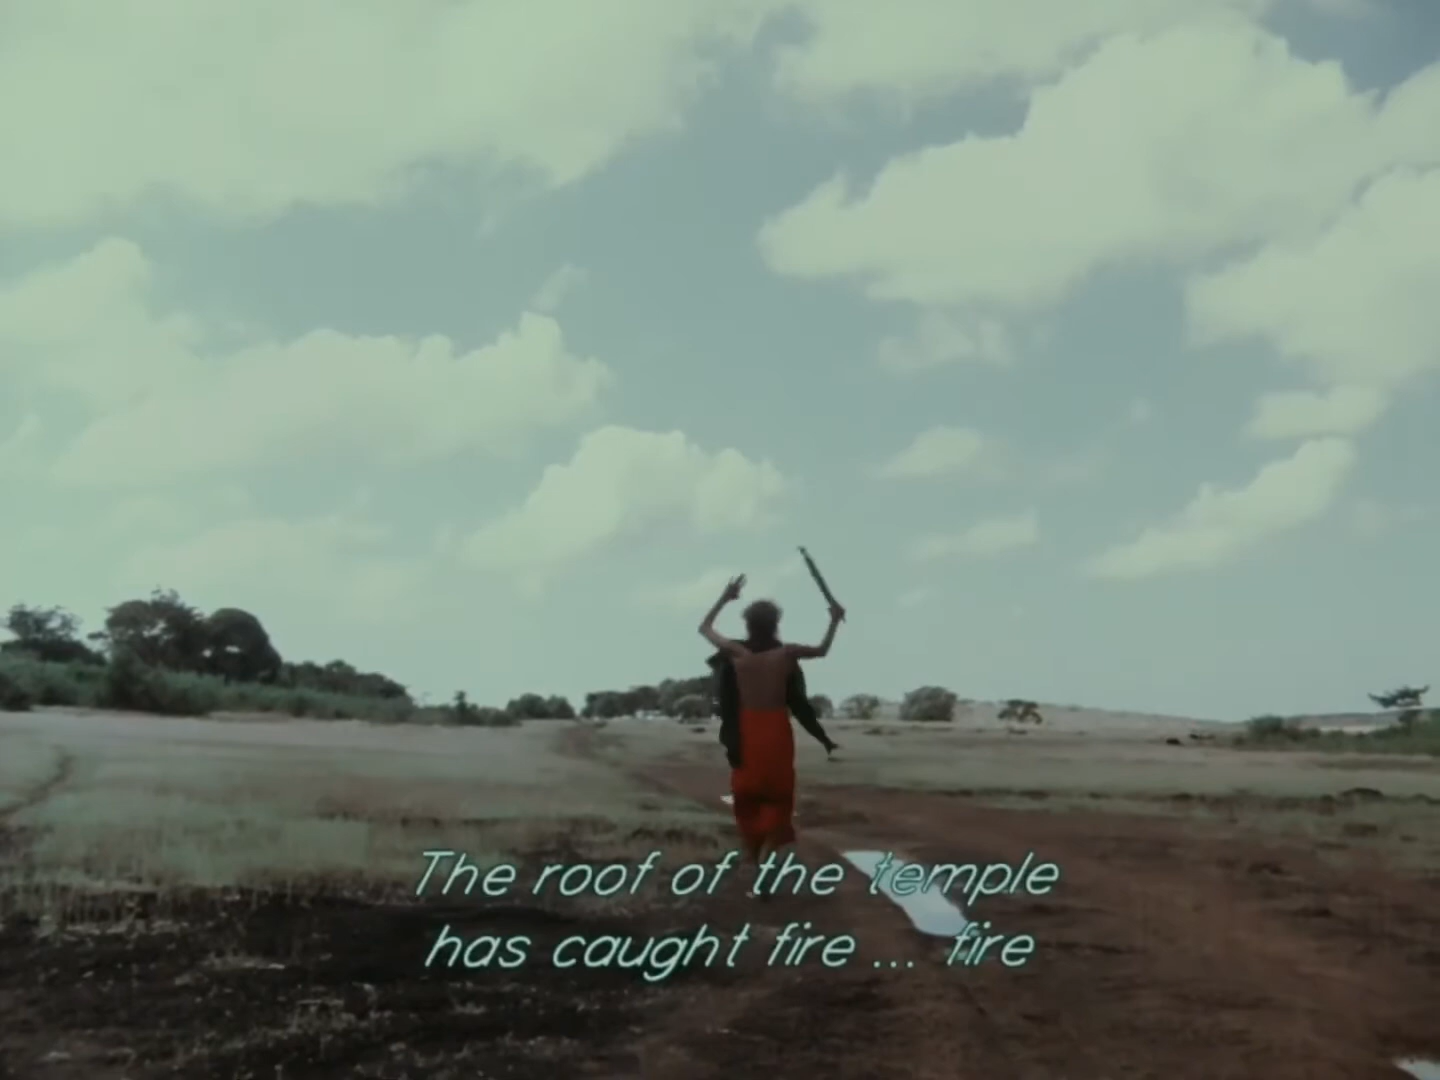 The roof of the temple
has caught fire ... fire